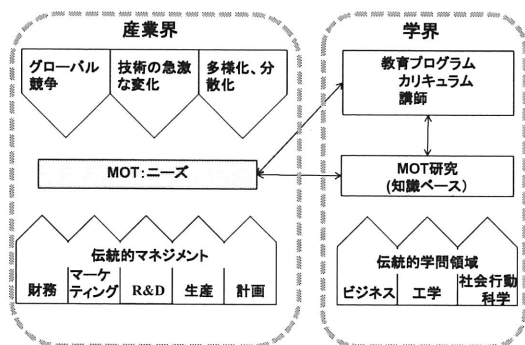 産業界
グローバル
競争
技術の急激
な変化
多様化、分
散化
MOT:ニーズ
伝統的マネジメント
財務
マーケ
ティング
R&D
生産
計画
学界
教育プログラム
カリキュラム
講師
MOT研究
(知識ベース)
伝統的学問領域
ビジネス
工学
社会行動
科学